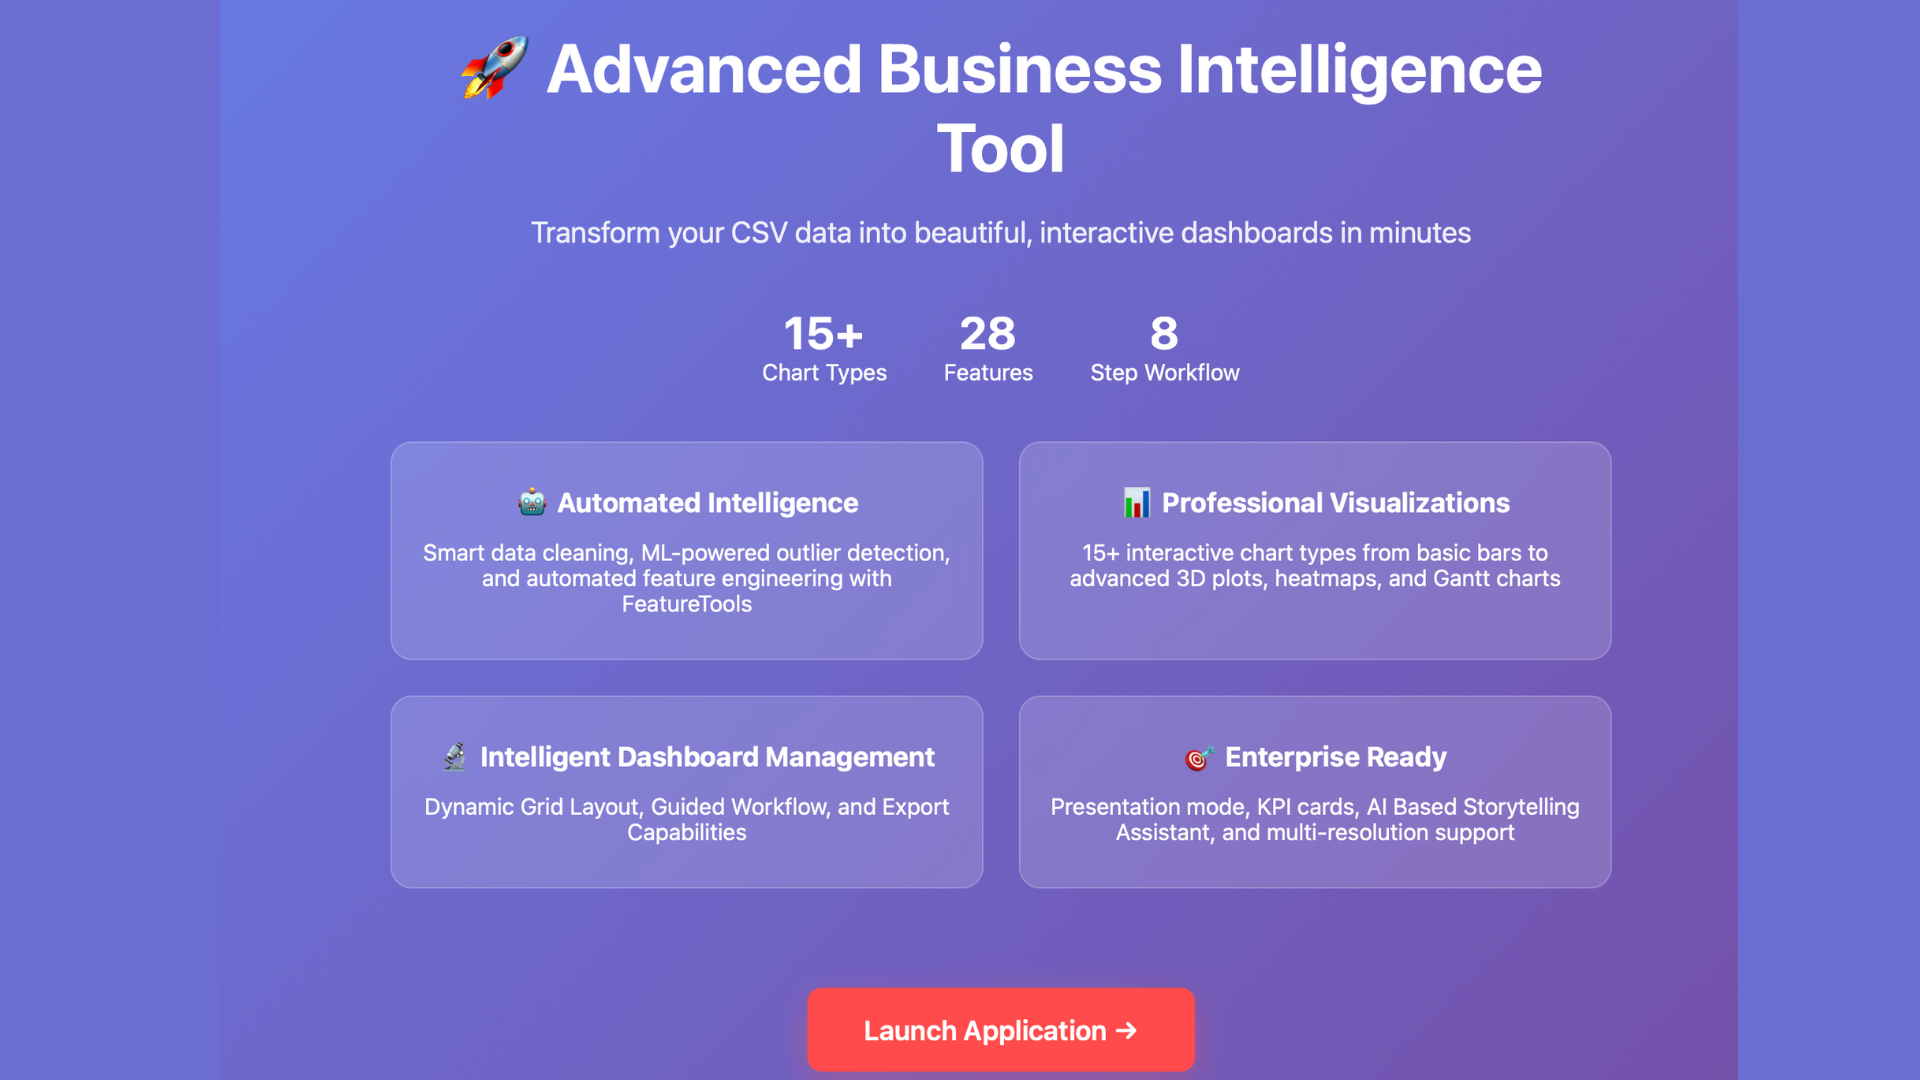 🚀 Advanced Business Intelligence
Tool
Transform your CSV data into beautiful, interactive dashboards in minutes
15+
Chart Types
28
Features
8
Step Workflow
🤖 Automated Intelligence
Smart data cleaning, ML-powered outlier detection,
and automated feature engineering with
FeatureTools
📊 Professional Visualizations
15+ interactive chart types from basic bars to
advanced 3D plots, heatmaps, and Gantt charts
🔬 Intelligent Dashboard Management
Dynamic Grid Layout, Guided Workflow, and Export
Capabilities
🎯 Enterprise Ready
Presentation mode, KPI cards, AI Based Storytelling
Assistant, and multi-resolution support
Launch Application →